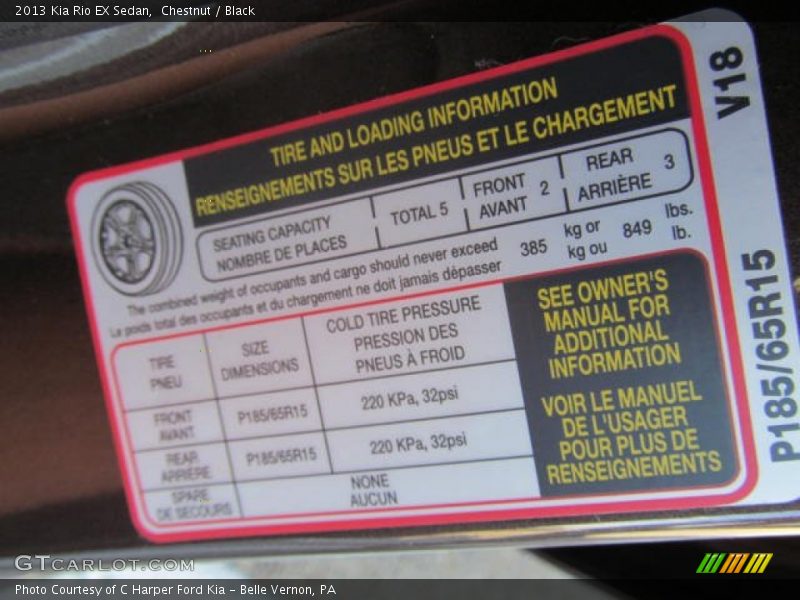 2013 Kia Rio EX Sedan,  Chestnut / Black
TIRE AND LOADING INFORMATION
RENSEIGNEMENTS SUR LES PNEUS ET LE CHARGEMENT
SEATING CAPACITY
NOMBRE DE PLACES
TOTAL 5
FRONT
AVANT
2
REAR
ARRIÈRE
3
The combined weight of occupants and cargo should never exceed
Le poids total des occupants et du chargement ne doit jamais dépasser
385
kg or
kg ou
849
lbs.
lb.
TIRE
PNEU
SIZE
DIMENSIONS
COLD TIRE PRESSURE
PRESSION DES
PNEUS À FROID
FRONT
AVANT
P185/65R15
220 KPa, 32psi
REAR
ARRIÈRE
P185/65R15
220 KPa, 32psi
SPARE
DE SECOURS
NONE
AUCUN
SEE OWNER'S
MANUAL FOR
ADDITIONAL
INFORMATION
VOIR LE MANUEL
DE L'USAGER
POUR PLUS DE
RENSEIGNEMENTS
V18
P185/65R15
GTCARLOT.COM
Photo Courtesy of C Harper Ford Kia - Belle Vernon, PA